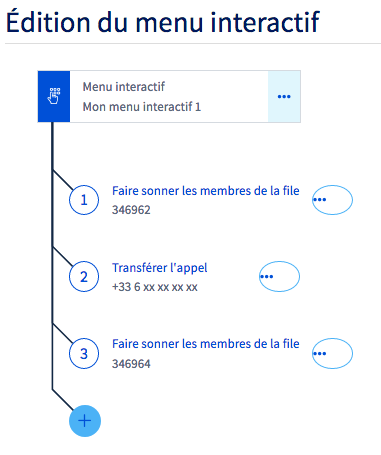 Édition du menu interactif
Menu interactif
Mon menu interactif 1
1
Faire sonner les membres de la file
346962
2
Transférer l'appel
+33 6 xx xx xx xx
3
Faire sonner les membres de la file
346964